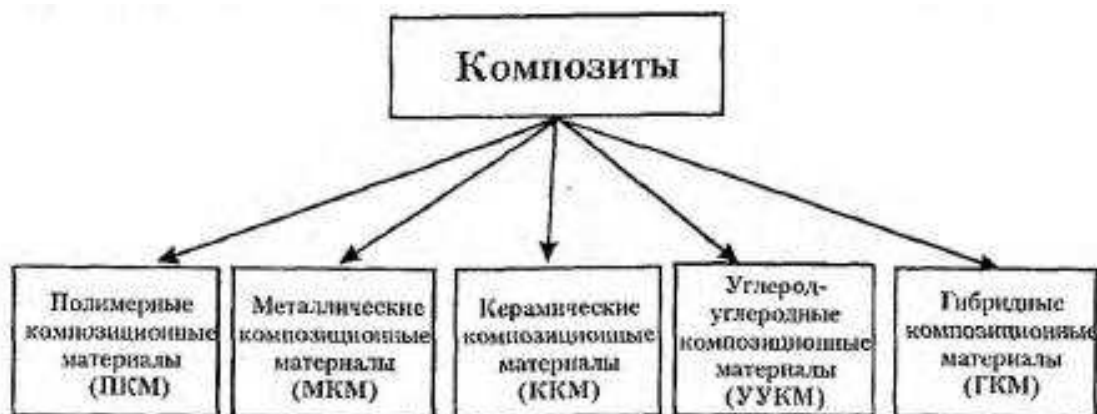 Композиты
Полимерные
композиционные
материалы
(ПКМ)
Металлические
композиционные
материалы
(МКМ)
Керамические
композиционные
материалы
(ККМ)
Углерод-
углеродные
композиционные
материалы
(УУКМ)
Гибридные
композиционные
материалы
(ГКМ)